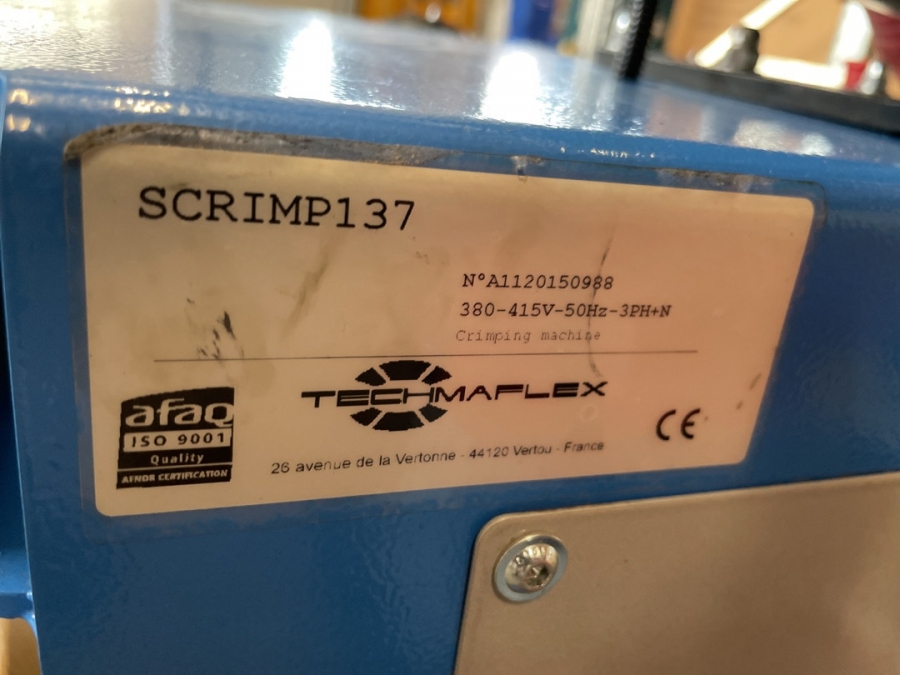 SCRIMP137
N°A1120150988
380-415V-50Hz-3PH+N
Crimping machine
TECHMAFLEX
afaq
ISO 9001
Quality
AFNOR CERTIFICATION
CE
26 avenue de la Vertonne - 44120 Vertou - France